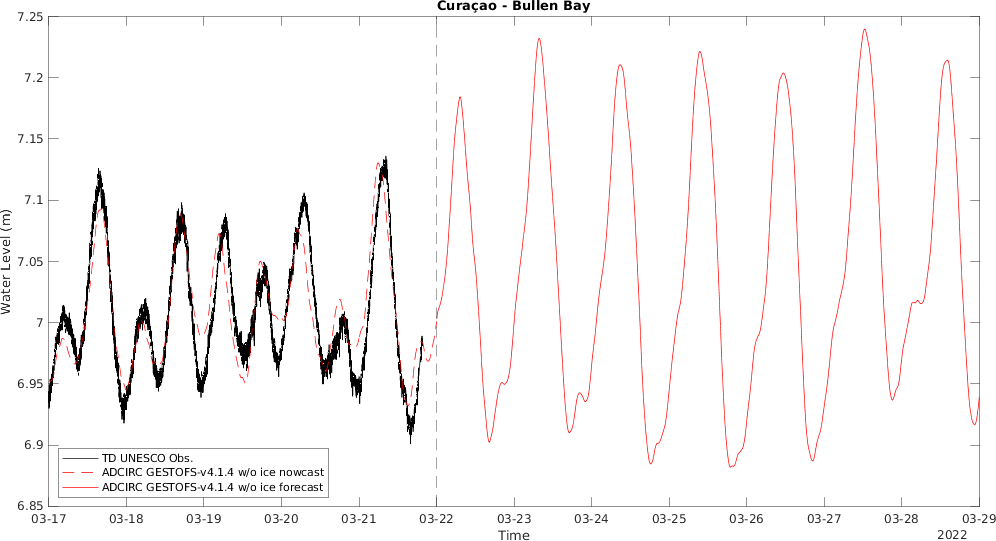 Curaçao - Bullen Bay
7.25
7.2
7.15
7.1
7.05
7
6.95
6.9
6.85
Water Level (m)
TD UNESCO Obs.
ADCIRC GESTOFS-v4.1.4 w/o ice nowcast
ADCIRC GESTOFS-v4.1.4 w/o ice forecast
03-17 03-18 03-19 03-20 03-21 03-22 03-23 03-24 03-25 03-26 03-27 03-28 03-29
Time
2022